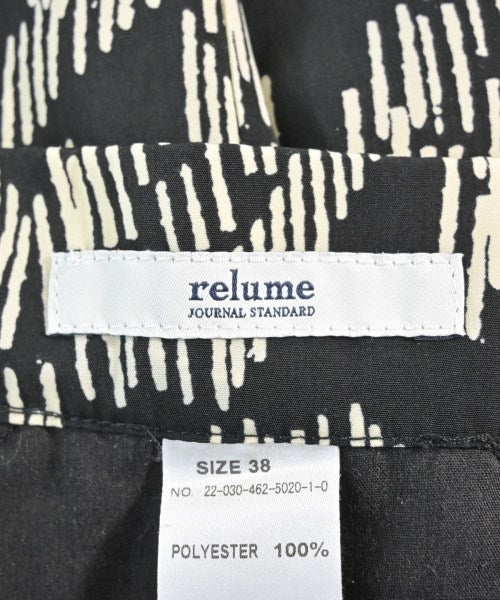 relume
JOURNAL STANDARD
SIZE 38
NO. 22-030-462-5020-1-0
POLYESTER 100%